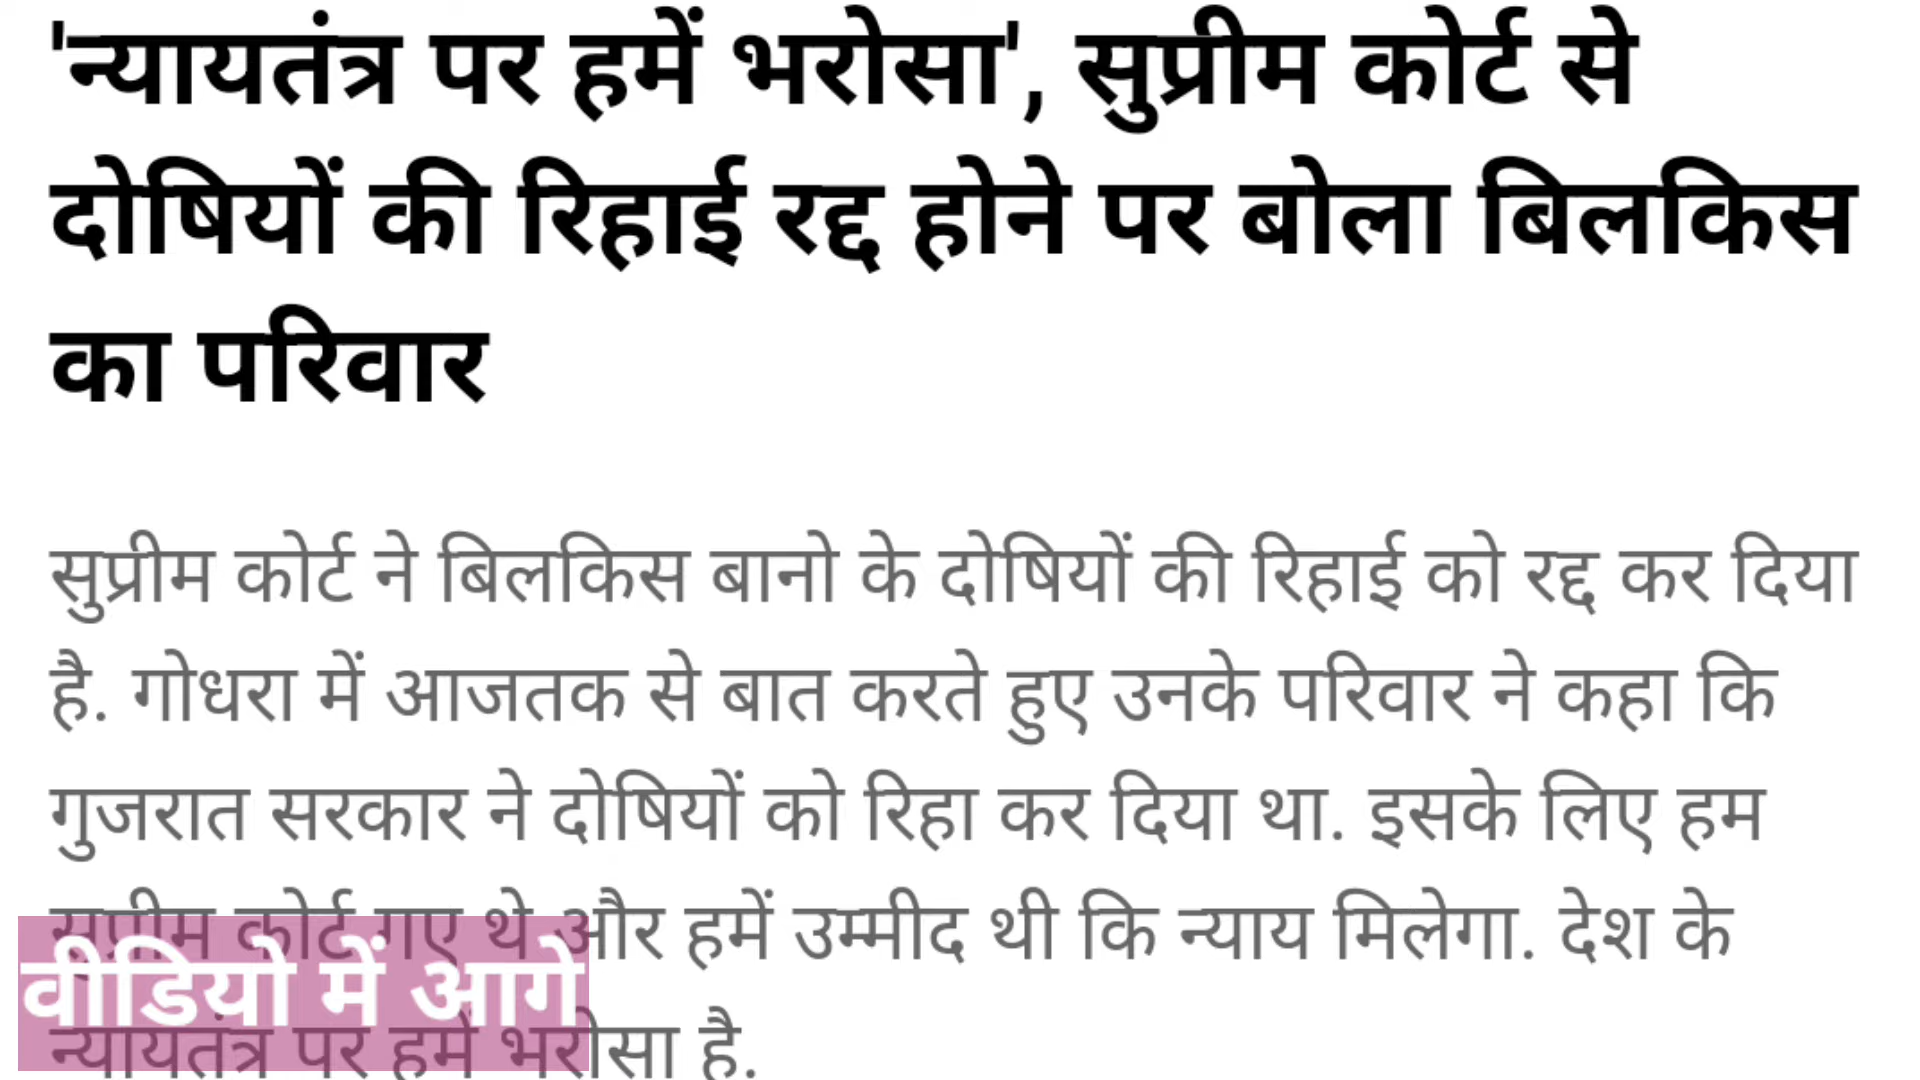 'न्यायतंत्र पर हमें भरोसा', सुप्रीम कोर्ट से
दोषियों की रिहाई रद्द होने पर बोला बिलकिस
का परिवार
सुप्रीम कोर्ट ने बिलकिस बानो के दोषियों की रिहाई को रद्द कर दिया
है. गोधरा में आजतक से बात करते हुए उनके परिवार ने कहा कि
गुजरात सरकार ने दोषियों को रिहा कर दिया था. इसके लिए हम
सुप्रीम कोर्ट गए थे और हमें उम्मीद थी कि न्याय मिलेगा. देश के
न्यायतंत्र पर हमें भरोसा है.
वीडियो में आगे